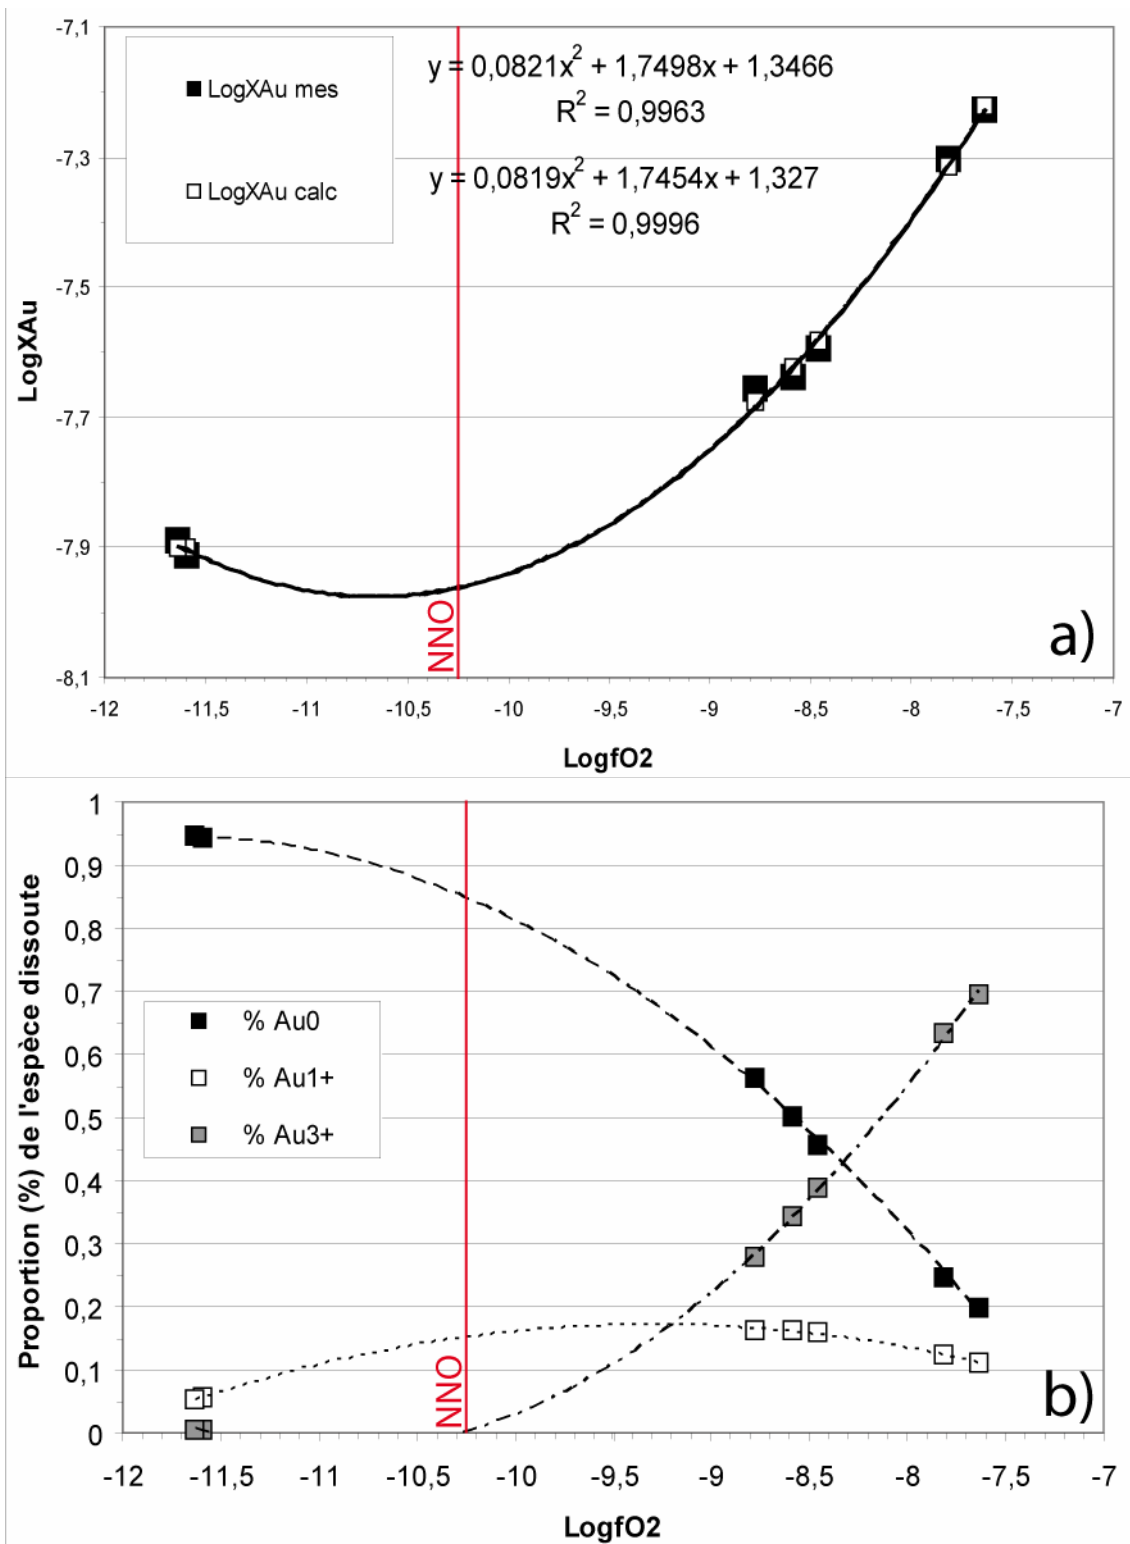 -7,1
-7,3
-7,5
-7,7
-7,9
-8,1
LogXAu
LogXAu mes
LogXAu calc
y = 0,0821x² + 1,7498x + 1,3466
R² = 0,9963
y = 0,0819x² + 1,7454x + 1,327
R² = 0,9996
NNO
a)
-12 -11,5 -11 -10,5 -10 -9,5 -9 -8,5 -8 -7,5 -7
LogfO2
1
0,9
0,8
0,7
0,6
0,5
0,4
0,3
0,2
0,1
0
Proportion (%) de l'espèce dissoute
% Au0
% Au1+
% Au3+
NNO
b)
-12 -11,5 -11 -10,5 -10 -9,5 -9 -8,5 -8 -7,5 -7
LogfO2